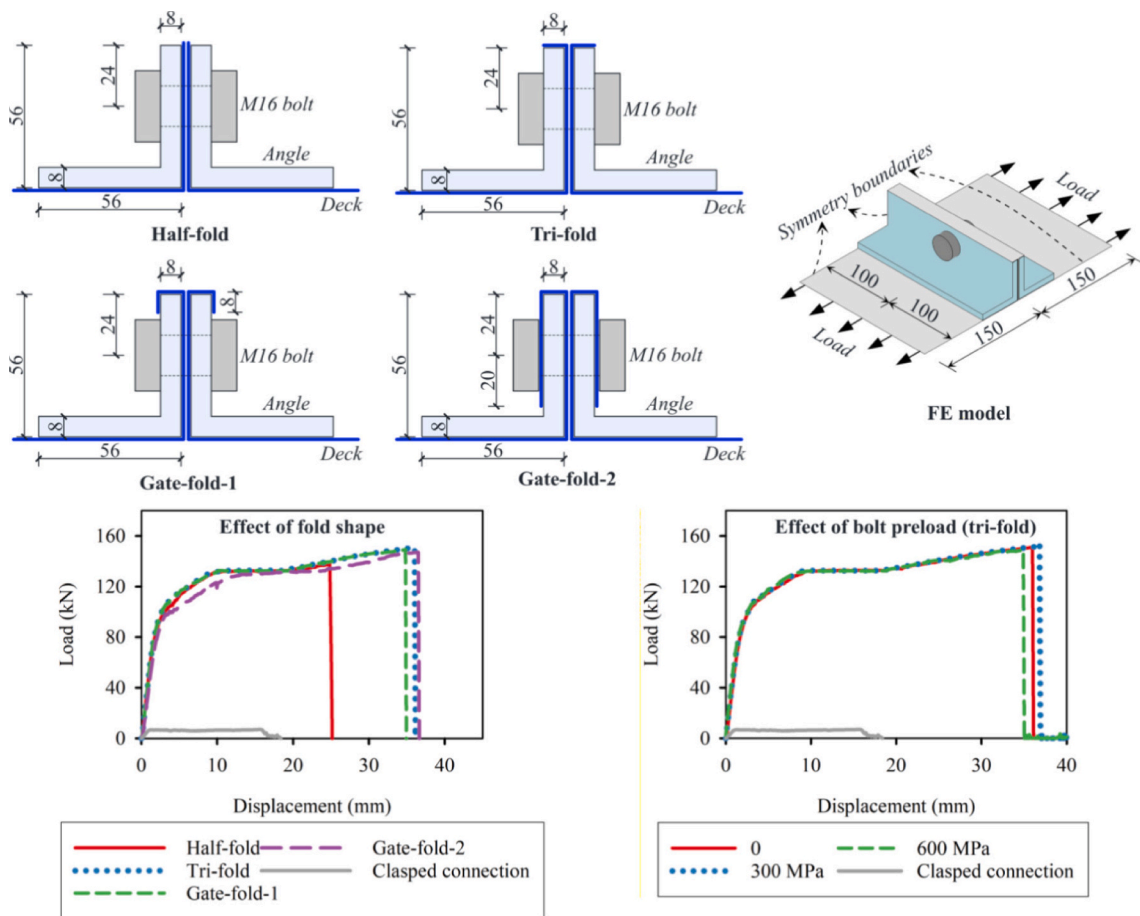 8
24
56
M16 bolt
Angle
8
56
Deck
Half-fold
8
24
56
M16 bolt
Angle
8
56
Deck
Tri-fold
8
8
24
56
M16 bolt
Angle
8
56
Deck
Gate-fold-1
8
24
20
56
M16 bolt
Angle
8
56
Deck
Gate-fold-2
Symmetry boundaries
Load
100
100
150
150
Load
FE model
Effect of fold shape
160
120
80
40
0
Load (kN)
0 10 20 30 40
Displacement (mm)
Half-fold
Gate-fold-2
Tri-fold
Clasped connection
Gate-fold-1
Effect of bolt preload (tri-fold)
160
120
80
40
0
Load (kN)
0 10 20 30 40
Displacement (mm)
0
600 MPa
300 MPa
Clasped connection